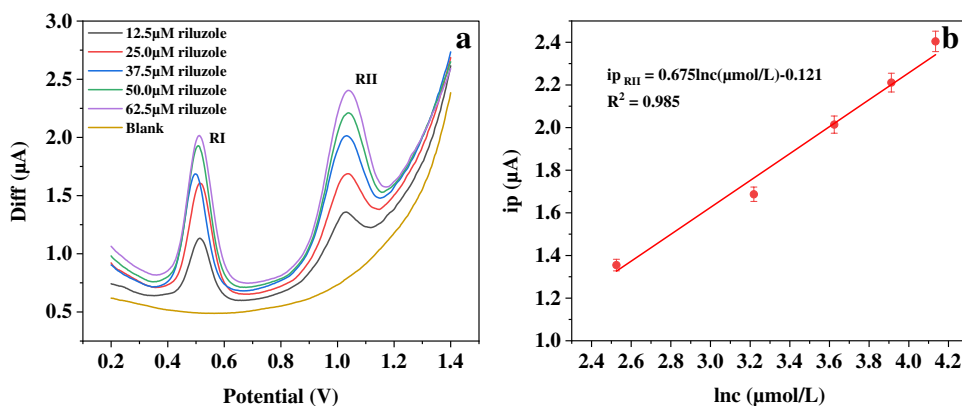 a
12.5μM riluzole
25.0μM riluzole
37.5μM riluzole
50.0μM riluzole
62.5μM riluzole
Blank
RI
RII
3.0
2.5
2.0
1.5
1.0
0.5
Diff (μA)
0.2 0.4 0.6 0.8 1.0 1.2 1.4
Potential (V)
b
ip RII = 0.675lnc(μmol/L)-0.121
R² = 0.985
2.4
2.2
2.0
1.8
1.6
1.4
1.2
1.0
ip (μA)
2.4 2.6 2.8 3.0 3.2 3.4 3.6 3.8 4.0 4.2
lnc (μmol/L)